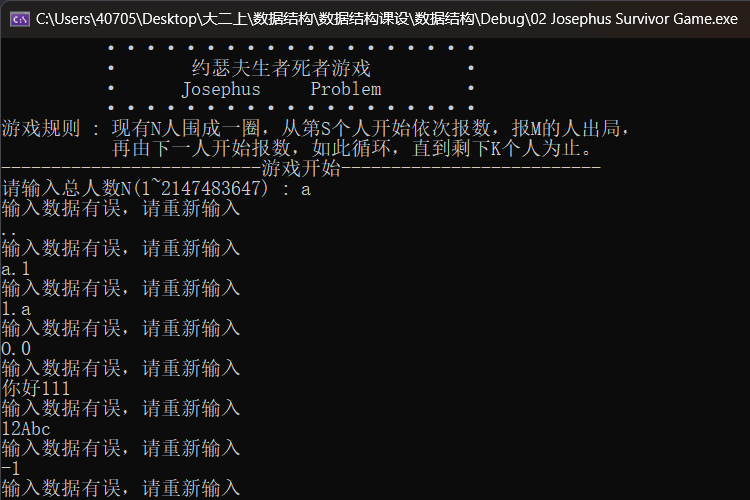 C:\Users\40705\Desktop\大二上\数据结构\数据结构课设\数据结构\Debug\02 Josephus Survivor Game.exe
约瑟夫生者死者游戏
Josephus Problem
游戏规则 : 现有N人围成一圈，从第S个人开始依次报数，报M的人出局，
再由下一人开始报数，如此循环，直到剩下K个人为止。
--------------------------游戏开始--------------------------
请输入总人数N(1~2147483647) : a
输入数据有误，请重新输入
..
输入数据有误，请重新输入
a.1
输入数据有误，请重新输入
1.a
输入数据有误，请重新输入
0.0
输入数据有误，请重新输入
你好111
输入数据有误，请重新输入
12Abc
输入数据有误，请重新输入
-1
输入数据有误，请重新输入